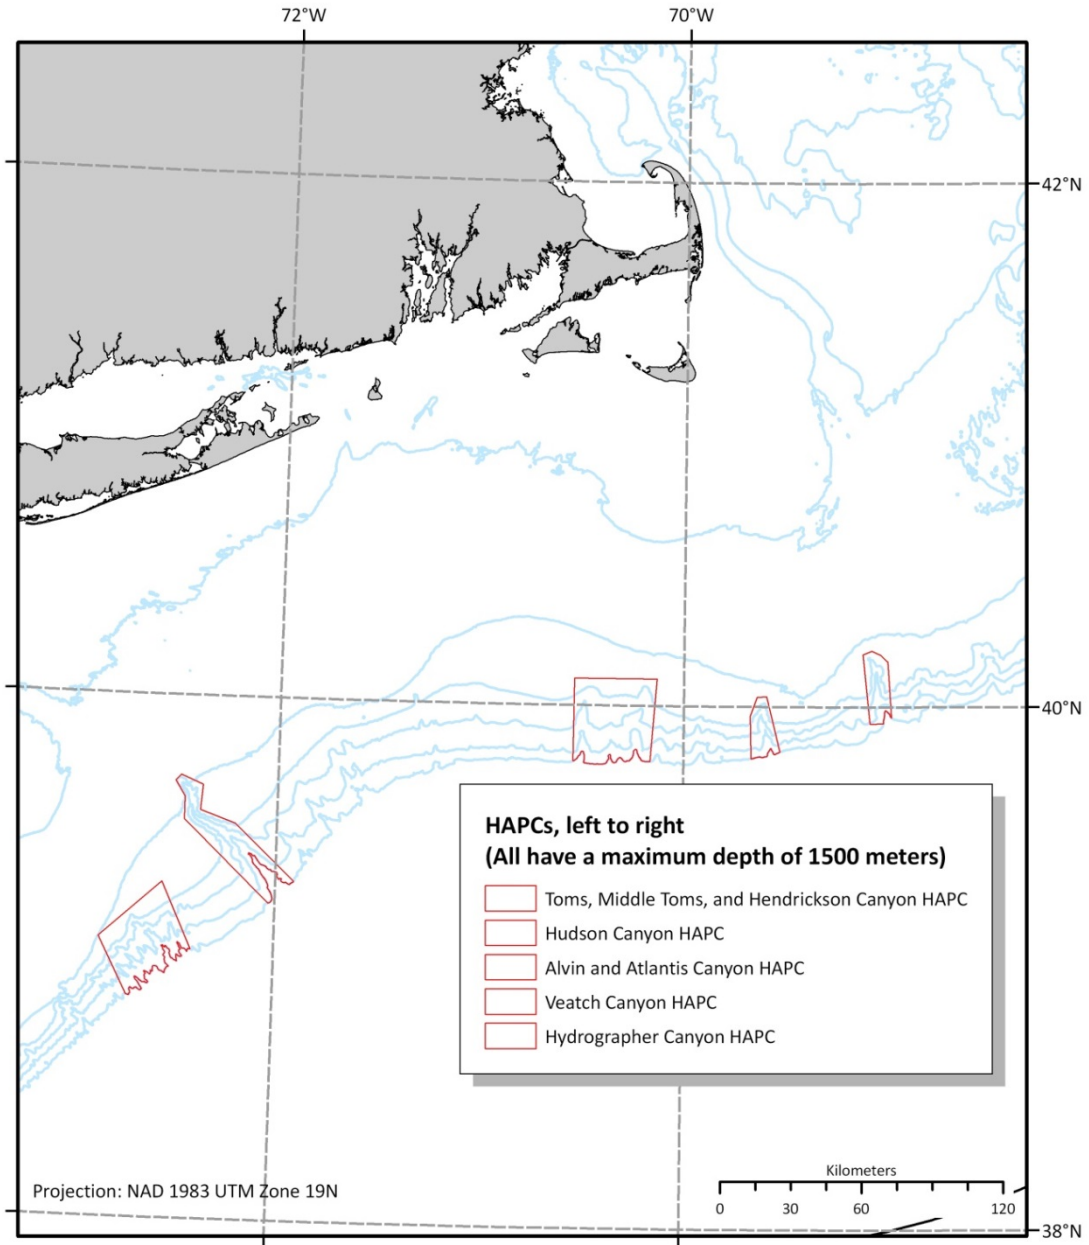 72°W
70°W
42°N
40°N
HAPCs, left to right
(All have a maximum depth of 1500 meters)
Toms, Middle Toms, and Hendrickson Canyon HAPC
Hudson Canyon HAPC
Alvin and Atlantis Canyon HAPC
Veatch Canyon HAPC
Hydrographer Canyon HAPC
Projection: NAD 1983 UTM Zone 19N
Kilometers
0 30 60 120
38°N